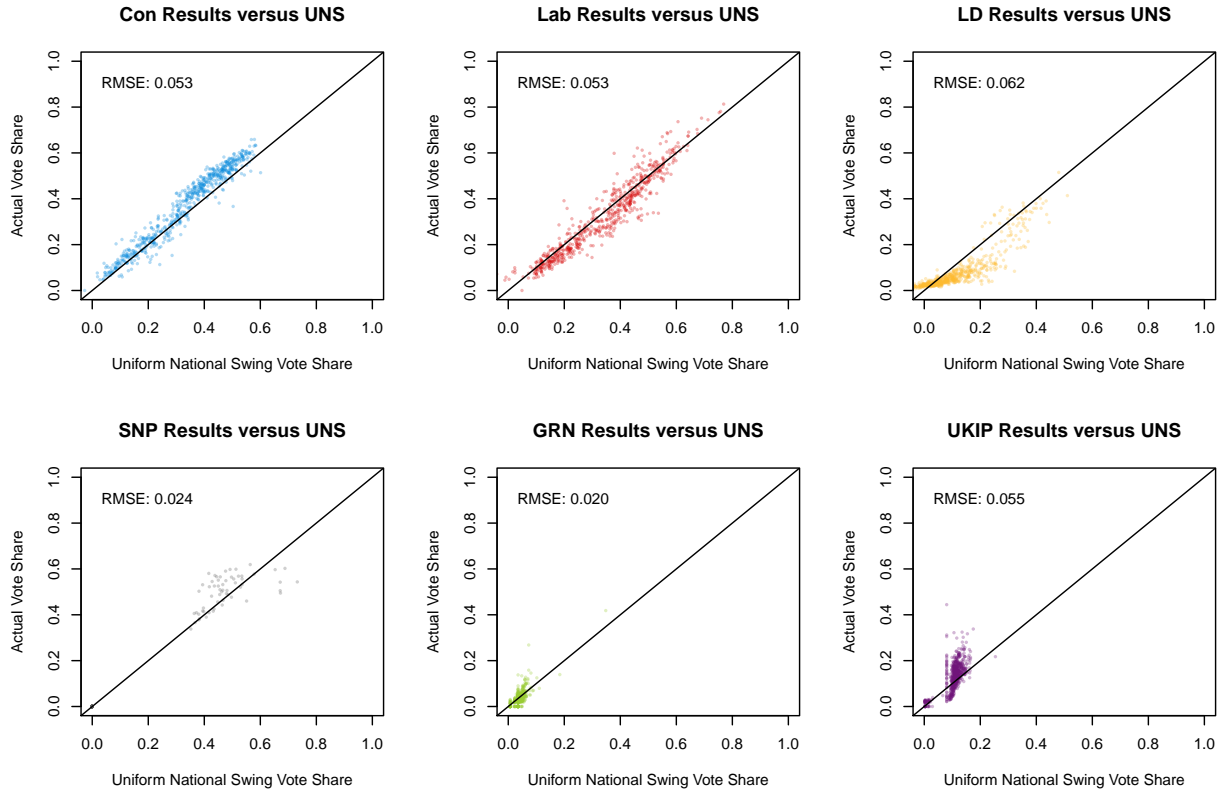 Con Results versus UNS
RMSE: 0.053
Actual Vote Share
0.0 0.2 0.4 0.6 0.8 1.0
0.0 0.2 0.4 0.6 0.8 1.0
Uniform National Swing Vote Share
Lab Results versus UNS
RMSE: 0.053
Actual Vote Share
0.0 0.2 0.4 0.6 0.8 1.0
0.0 0.2 0.4 0.6 0.8 1.0
Uniform National Swing Vote Share
LD Results versus UNS
RMSE: 0.062
Actual Vote Share
0.0 0.2 0.4 0.6 0.8 1.0
0.0 0.2 0.4 0.6 0.8 1.0
Uniform National Swing Vote Share
SNP Results versus UNS
RMSE: 0.024
Actual Vote Share
0.0 0.2 0.4 0.6 0.8 1.0
0.0 0.2 0.4 0.6 0.8 1.0
Uniform National Swing Vote Share
GRN Results versus UNS
RMSE: 0.020
Actual Vote Share
0.0 0.2 0.4 0.6 0.8 1.0
0.0 0.2 0.4 0.6 0.8 1.0
Uniform National Swing Vote Share
UKIP Results versus UNS
RMSE: 0.055
Actual Vote Share
0.0 0.2 0.4 0.6 0.8 1.0
0.0 0.2 0.4 0.6 0.8 1.0
Uniform National Swing Vote Share